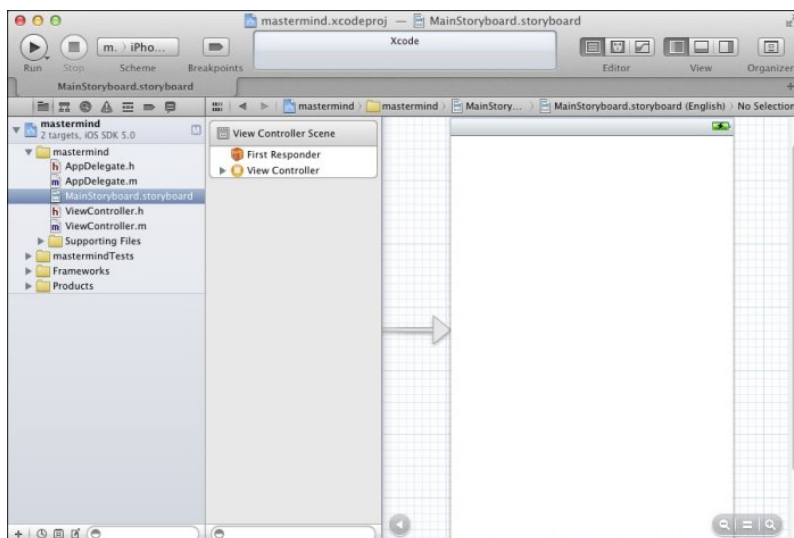 mastermind.xcodeproj — MainStoryboard.storyboard
m. 〉 iPho...
Xcode
Run Stop Scheme Breakpoints Editor View Organizer
MainStoryboard.storyboard
mastermind 〉 mastermind 〉 MainStory... 〉 MainStoryboard.storyboard (English) 〉 No Selection
mastermind
2 targets, iOS SDK 5.0
mastermind
h AppDelegate.h
m AppDelegate.m
MainStoryboard.storyboard
h ViewController.h
m ViewController.m
Supporting Files
mastermindTests
Frameworks
Products
View Controller Scene
First Responder
View Controller